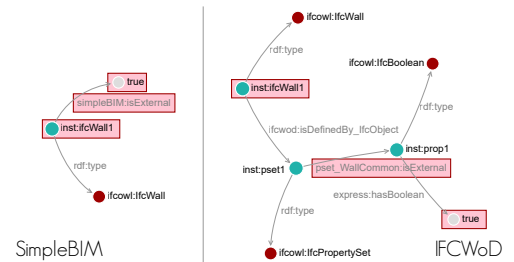 true
simpleBIM:isExternal
inst:ifcWall1
rdf:type
ifcowl:IfcWall
SimpleBIM
ifcowl:IfcWall
rdf:type
ifcowl:IfcBoolean
inst:ifcWall1
rdf:type
ifcwod:isDefinedBy_IfcObject
inst:prop1
inst:pset1
pset_WallCommon:isExternal
express:hasBoolean
rdf:type
true
ifcowl:IfcPropertySet
IFCWoD